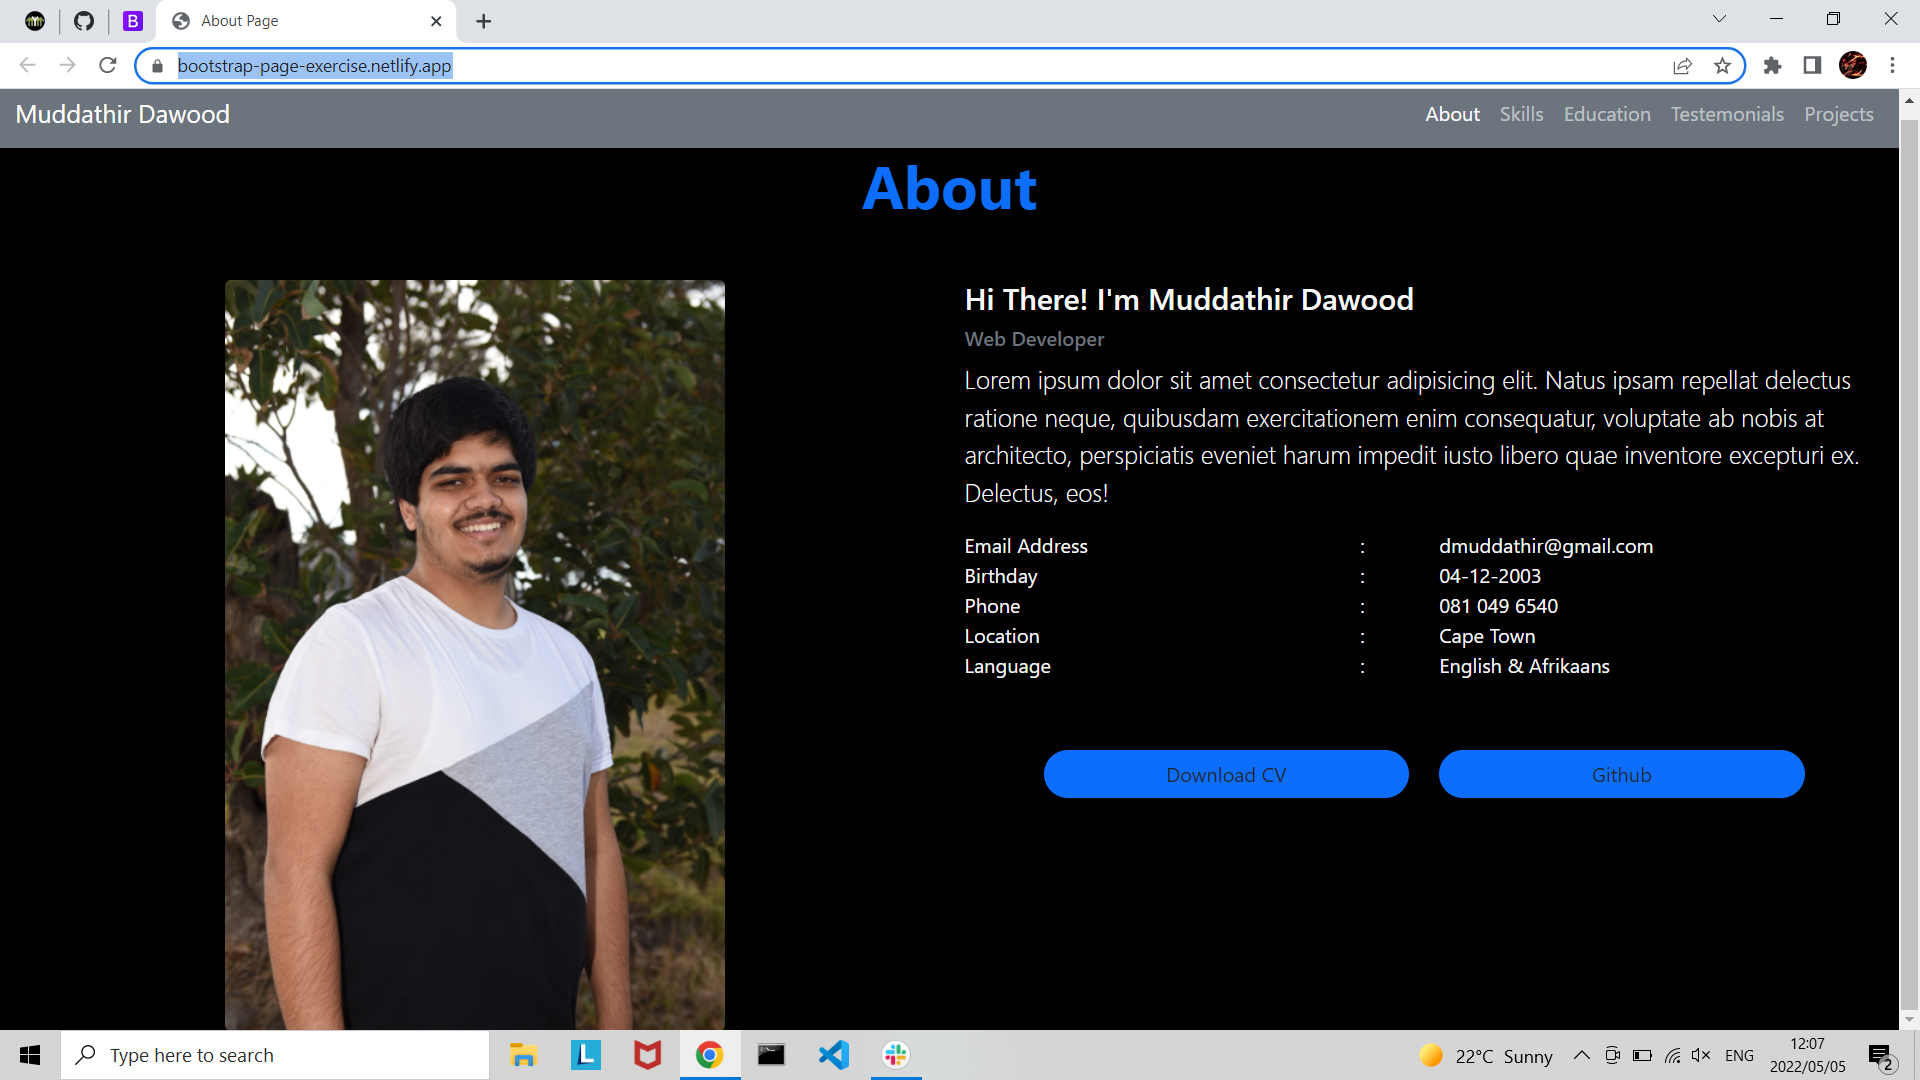 About Page
bootstrap-page-exercise.netlify.app
Muddathir Dawood
About Skills Education Testemonials Projects
About
Hi There! I'm Muddathir Dawood
Web Developer
Lorem ipsum dolor sit amet consectetur adipisicing elit. Natus ipsam repellat delectus
ratione neque, quibusdam exercitationem enim consequatur, voluptate ab nobis at
architecto, perspiciatis eveniet harum impedit iusto libero quae inventore excepturi ex.
Delectus, eos!
Email Address : dmuddathir@gmail.com
Birthday : 04-12-2003
Phone : 081 049 6540
Location : Cape Town
Language : English & Afrikaans
Download CV Github
Type here to search
22°C Sunny
ENG
12:07
2022/05/05
2